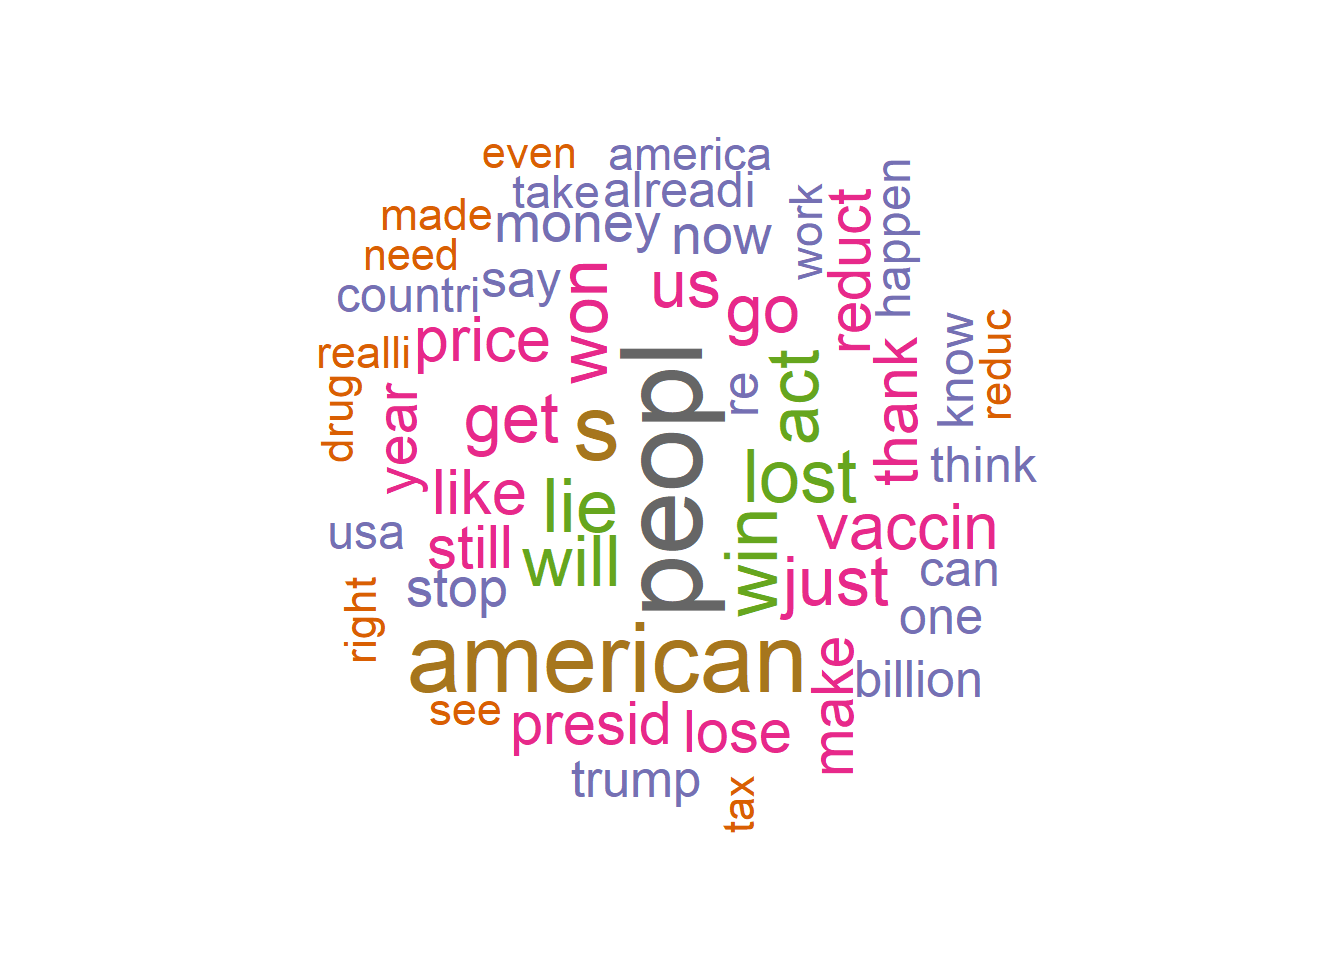 even
america
take
alreadi
made
money
now
work
reduct
happen
need
countri
say
won
us
go
realli
price
peopl
re
act
thank
know
reduc
drug
year
get
s
like
lie
lost
think
usa
still
will
win
just
vaccin
can
right
stop
one
american
make
billion
see
presid
lose
trump
tax